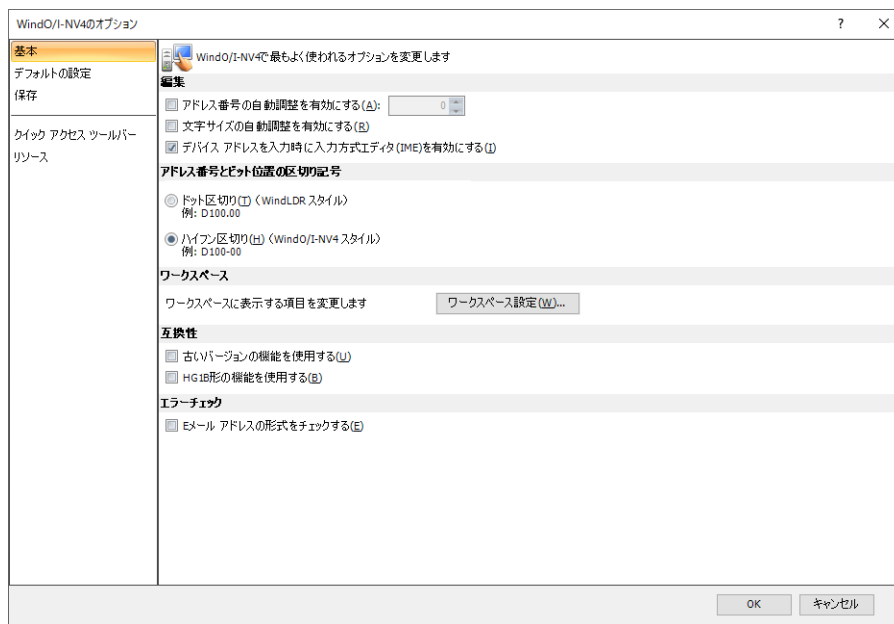 WindO/I-NV4のオプション
?
基本
デフォルトの設定
保存
クイック アクセス ツールバー
リソース
WindO/I-NV4で最もよく使われるオプションを変更します
編集
アドレス番号の自動調整を有効にする(A): 0
文字サイズの自動調整を有効にする(R)
デバイス アドレスを入力時に入力方式エディタ(IME)を有効にする(I)
アドレス番号とビット位置の区切り記号
ドット区切り(T) (WindLDR スタイル)
例: D100.00
ハイフン区切り(H) (WindO/I-NV4 スタイル)
例: D100-00
ワークスペース
ワークスペースに表示する項目を変更します ワークスペース設定(W)...
互換性
古いバージョンの機能を使用する(U)
HG1B形の機能を使用する(B)
エラーチェック
Eメール アドレスの形式をチェックする(E)
OK キャンセル